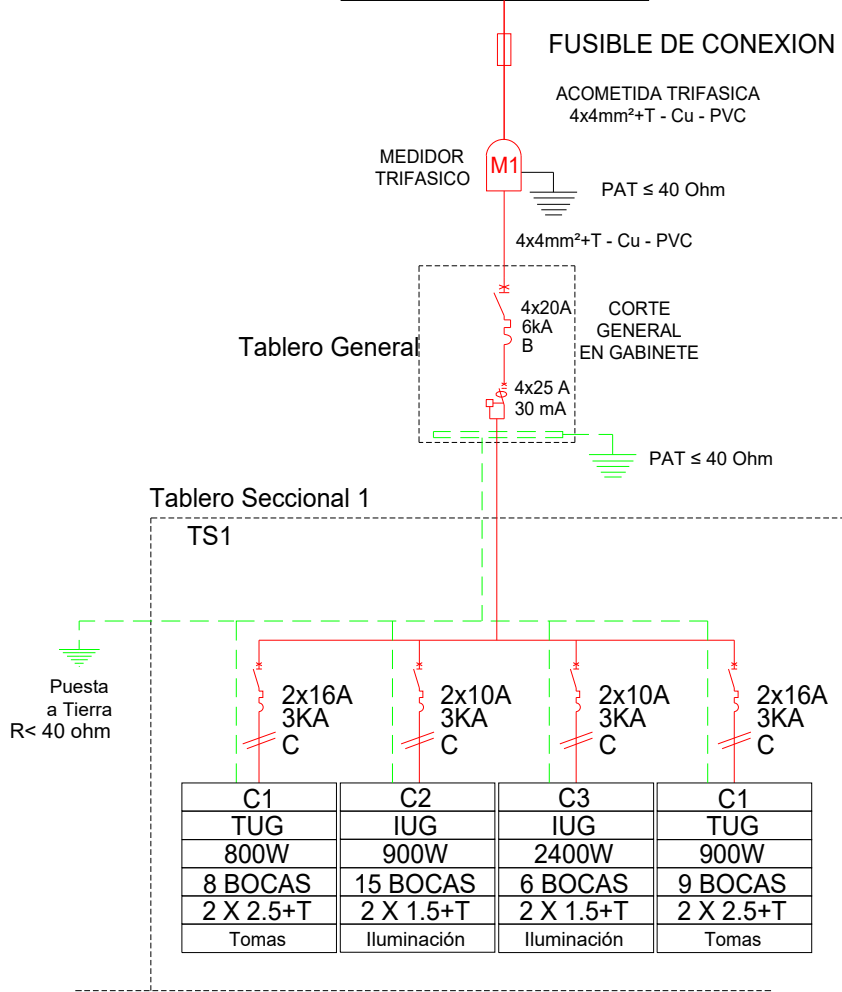 FUSIBLE DE CONEXION
ACOMETIDA TRIFASICA
4x4mm²+T - Cu - PVC
MEDIDOR
TRIFASICO
M1
PAT ≤ 40 Ohm
4x4mm²+T - Cu - PVC
Tablero General
4x20A
6kA
B
CORTE
GENERAL
EN GABINETE
4x25 A
30 mA
PAT ≤ 40 Ohm
Tablero Seccional 1
TS1
Puesta
a Tierra
R< 40 ohm
2x16A
3KA
C
2x10A
3KA
C
2x10A
3KA
C
2x16A
3KA
C
C1
TUG
800W
8 BOCAS
2 X 2.5+T
Tomas
C2
IUG
900W
15 BOCAS
2 X 1.5+T
Iluminación
C3
IUG
2400W
6 BOCAS
2 X 1.5+T
Iluminación
C1
TUG
900W
9 BOCAS
2 X 2.5+T
Tomas